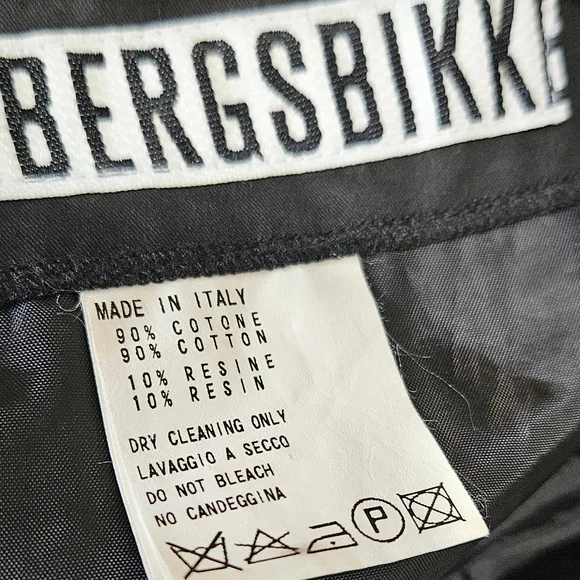 BERGSBIKK
MADE IN ITALY
90% COTONE
90% COTTON
10% RESINE
10% RESIN
DRY CLEANING ONLY
LAVAGGIO A SECCO
DO NOT BLEACH
NO CANDEGGINA
P